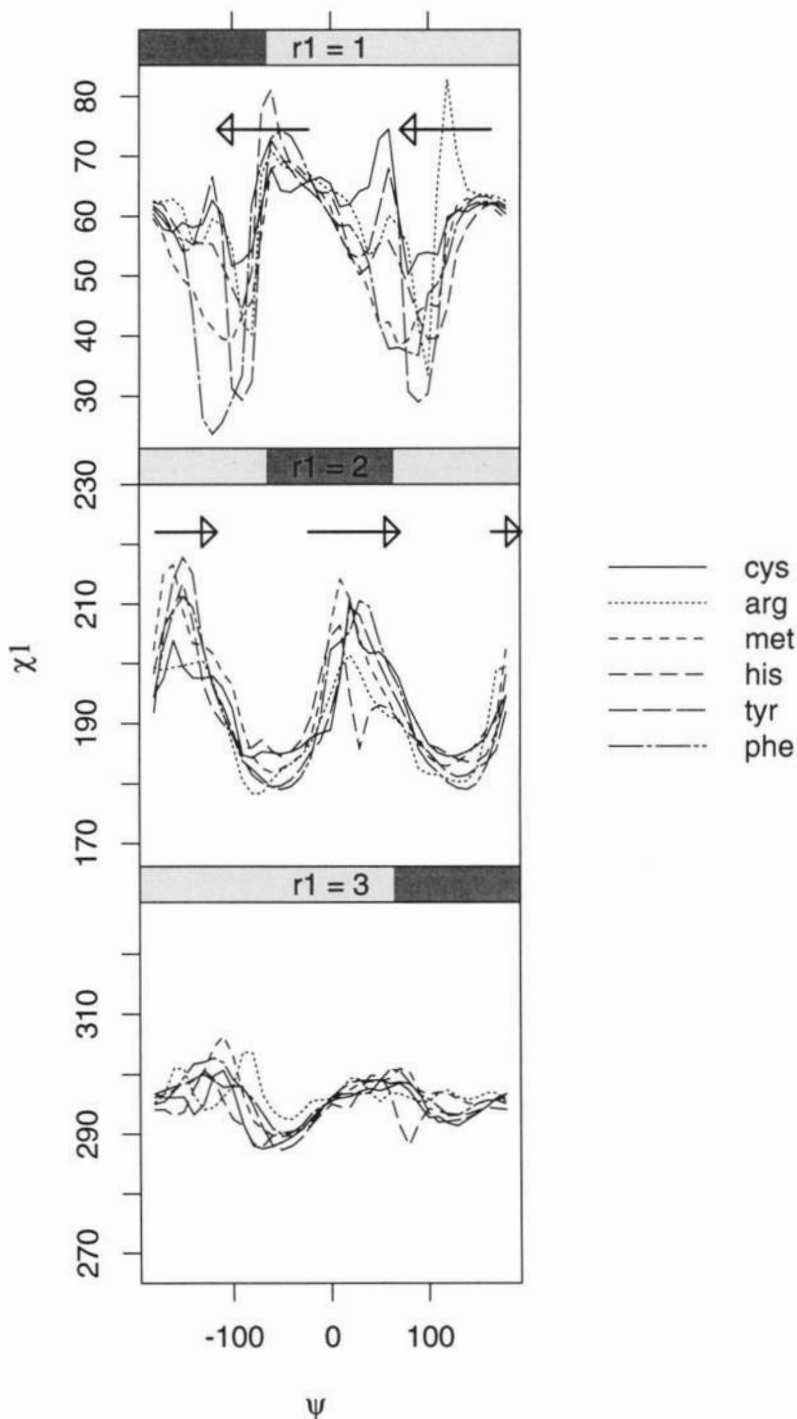 r1 = 1
80
70
60
50
40
30
r1 = 2
230
210
190
170
r1 = 3
310
290
270
χ1
-100
0
100
ψ
cys
arg
met
his
tyr
phe